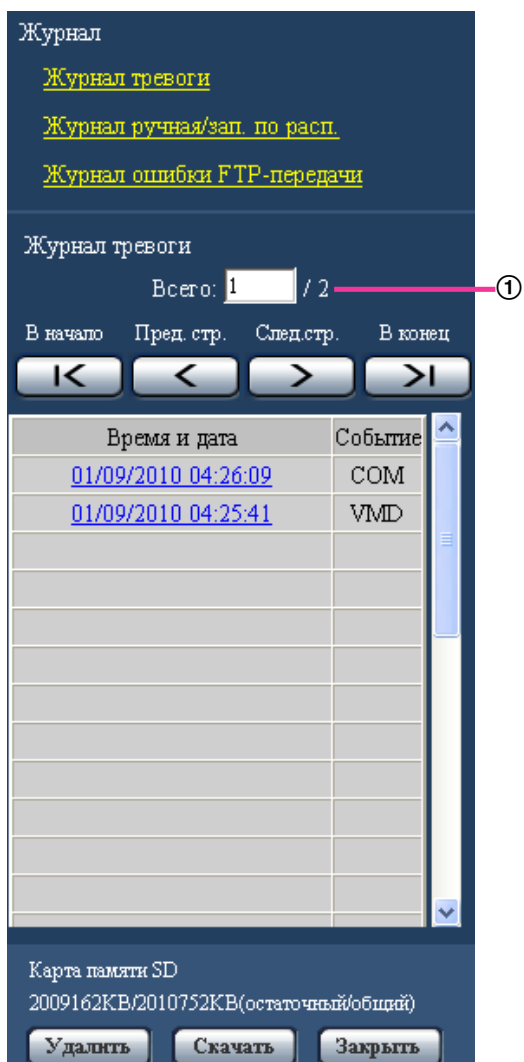 Журнал
Журнал тревоги
Журнал ручная/зап. по расп.
Журнал ошибки FTP-передачи
Журнал тревоги
Всего: 1 / 2 ①
В начало Пред. стр. След.стр. В конец
Время и дата Событие
01/09/2010 04:26:09 COM
01/09/2010 04:25:41 VMD
Карта памяти SD
2009162KB/2010752KB(остаточный/общий)
Удалить Скачать Закрыть